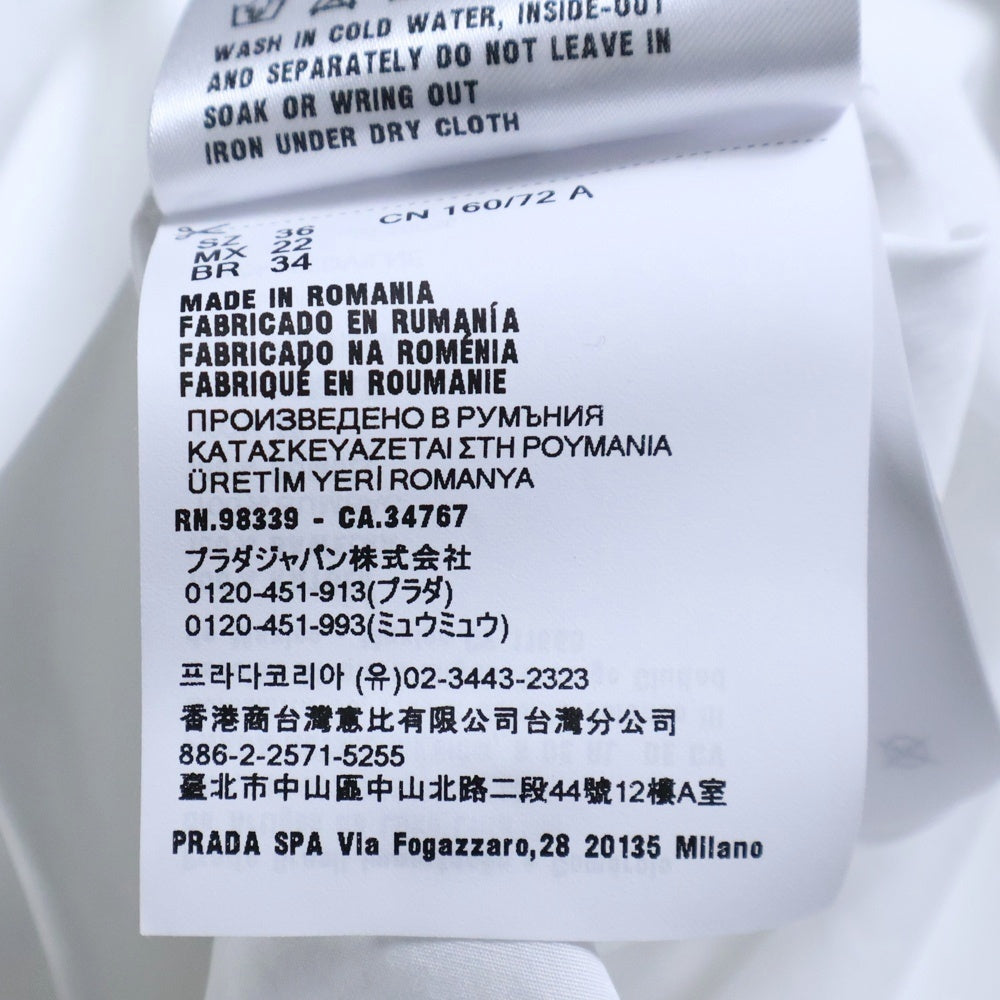 WASH IN COLD WATER, INSIDE-OUT
AND SEPARATELY DO NOT LEAVE IN
SOAK OR WRING OUT
IRON UNDER DRY CLOTH
CN 160/72 A
SZ 36
MX 22
BR 34
MADE IN ROMANIA
FABRICADO EN RUMANÍA
FABRICADO NA ROMÉNIA
FABRIQUÉ EN ROUMANIE
ПРОИЗВЕДЕНО В РУМЪНИЯ
ΚΑΤΑΣΚΕΥΑΖΕΤΑΙ ΣΤΗ ΡΟΥΜΑΝΙΑ
ÜRETİM YERİ ROMANYA
RN.98339 - CA.34767
プラダジャパン株式会社
0120-451-913(プラダ)
0120-451-993(ミュウミュウ)
프라다코리아 (유)02-3443-2323
香港商台灣惠比有限公司台灣分公司
886-2-2571-5255
臺北市中山區中山北路二段44號12樓A室
PRADA SPA Via Fogazzaro,28 20135 Milano